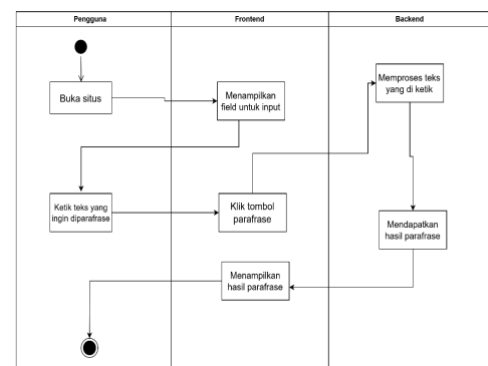 Pengguna
Frontend
Backend
Buka situs
Menampilkan
field untuk input
Memproses teks
yang di ketik
Ketik teks yang
ingin diparafrase
Klik tombol
parafrase
Mendapatkan
hasil parafrase
Menampilkan
hasil parafrase